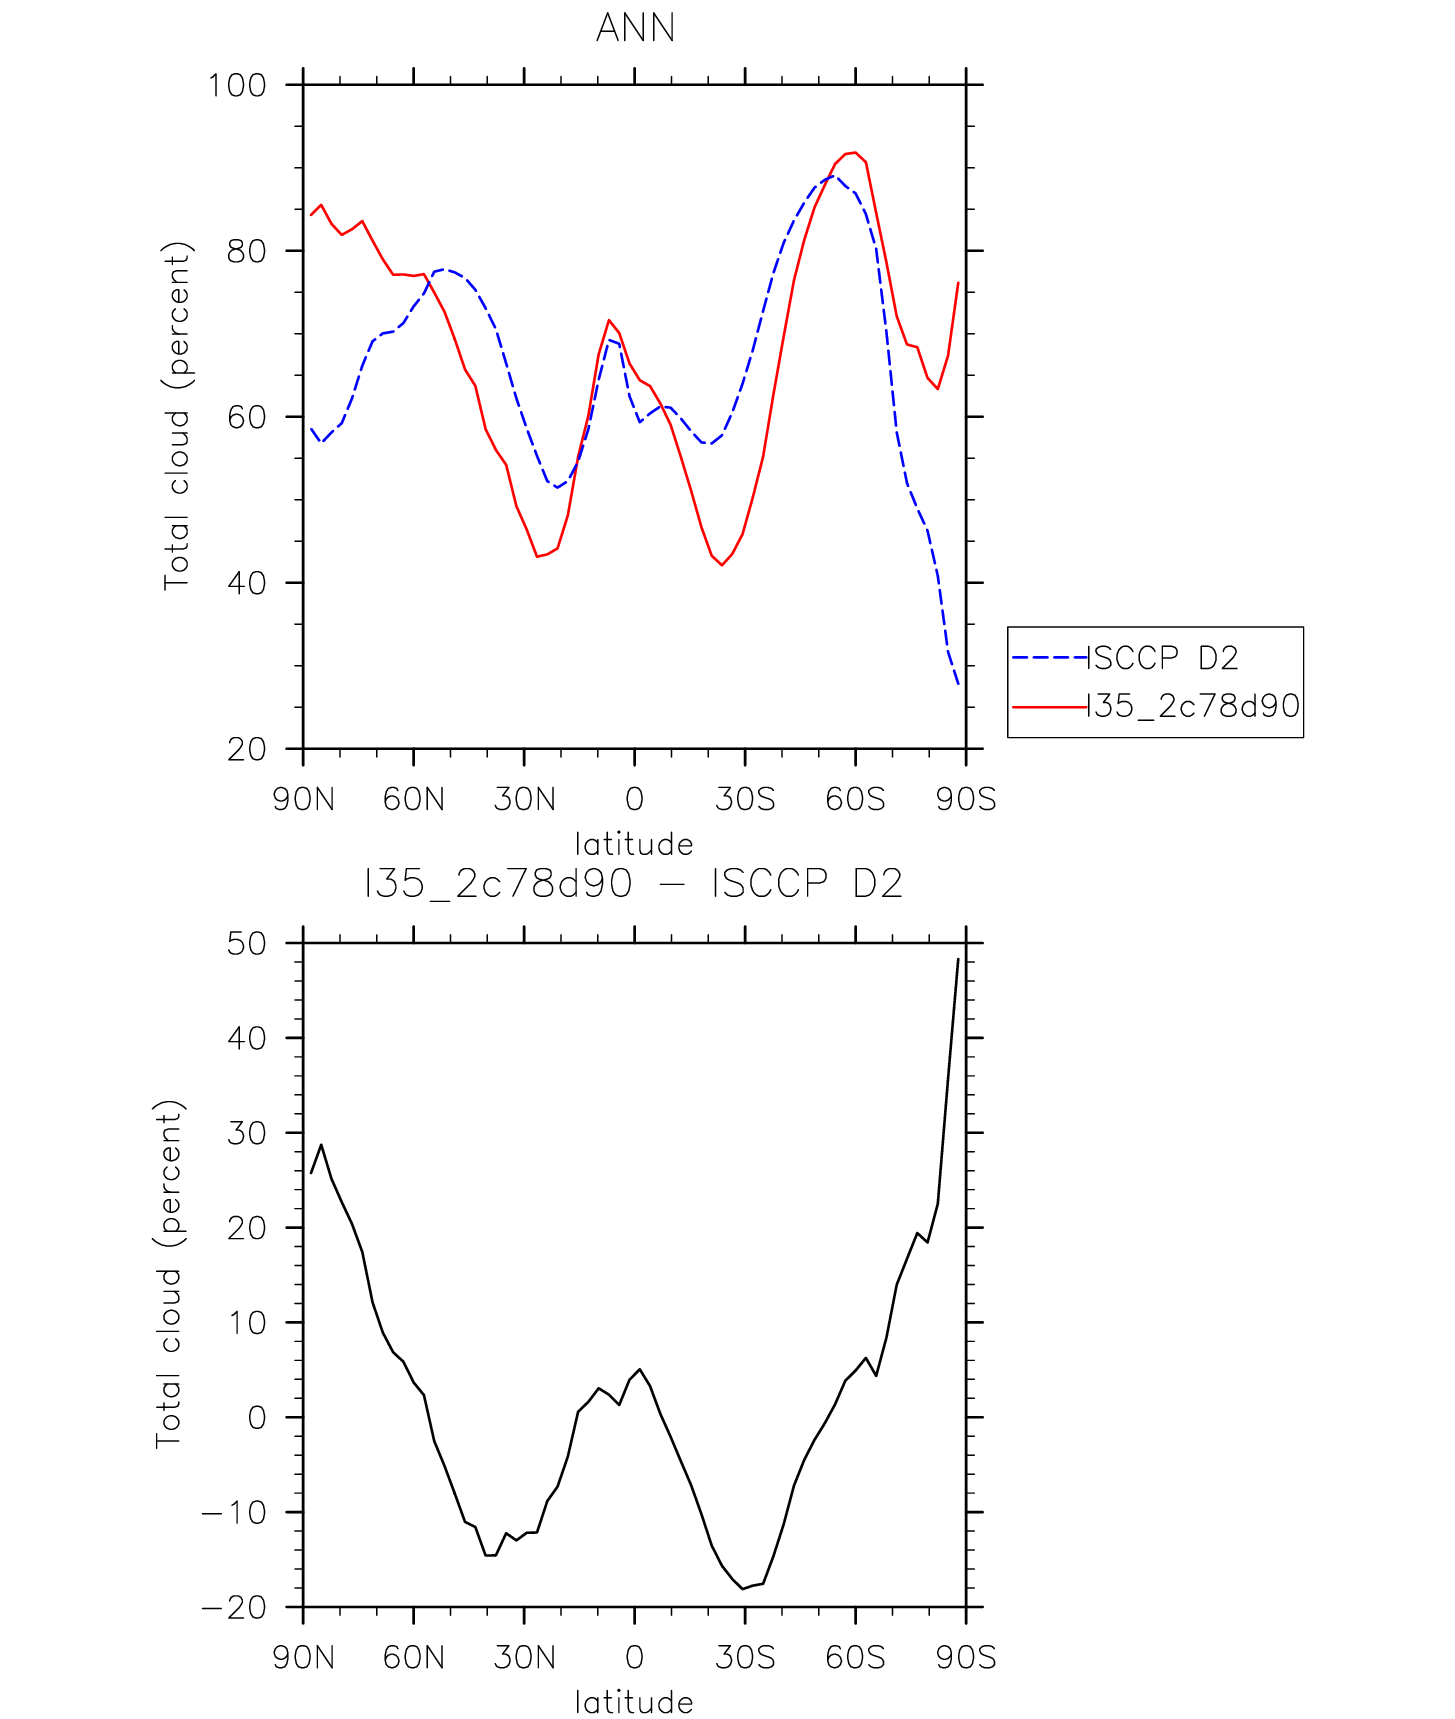 ANN
100
80
60
40
20
Total cloud (percent)
90N 60N 30N 0 30S 60S 90S
latitude
ISCCP D2
I35_2c78d90
I35_2c78d90 − ISCCP D2
50
40
30
20
10
0
−10
−20
Total cloud (percent)
90N 60N 30N 0 30S 60S 90S
latitude